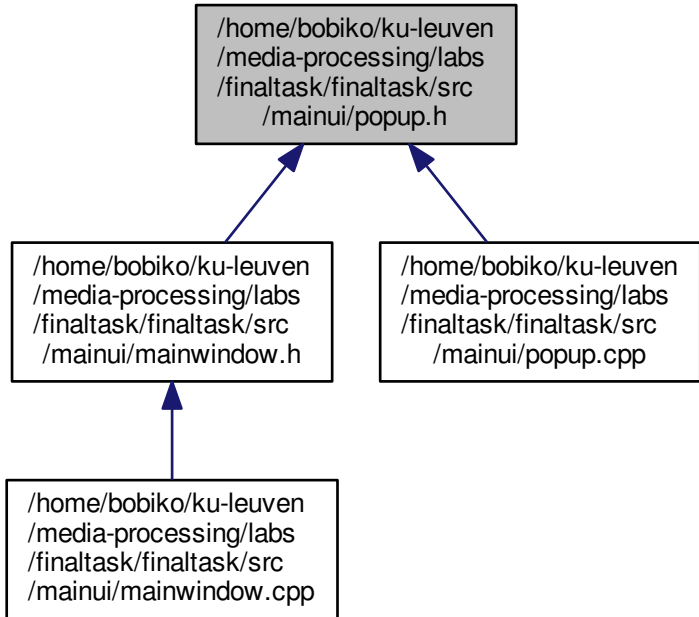 /home/bobiko/ku-leuven
/media-processing/labs
/finaltask/finaltask/src
/mainui/popup.h
/home/bobiko/ku-leuven
/media-processing/labs
/finaltask/finaltask/src
/mainui/mainwindow.h
/home/bobiko/ku-leuven
/media-processing/labs
/finaltask/finaltask/src
/mainui/popup.cpp
/home/bobiko/ku-leuven
/media-processing/labs
/finaltask/finaltask/src
/mainui/mainwindow.cpp